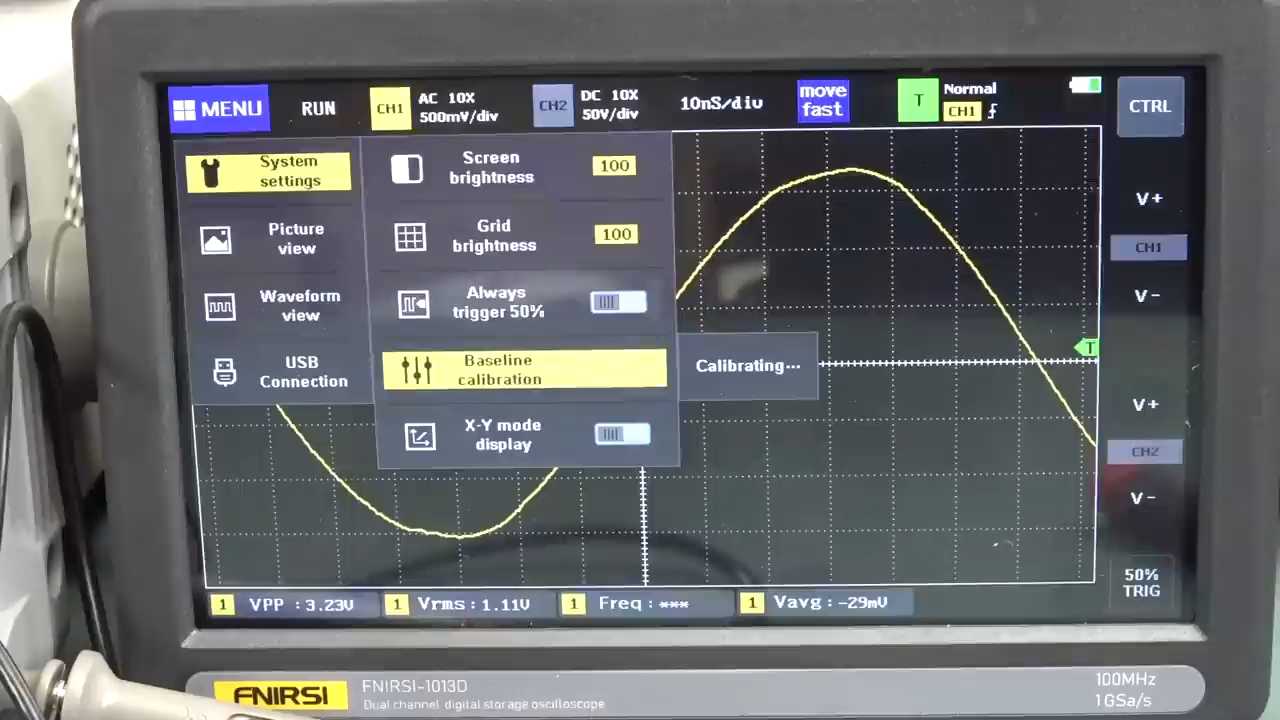 MENU
RUN
CH1
AC 10X
500mV/div
CH2
DC 10X
50V/div
10nS/div
move
fast
T
Normal
CH1
CTRL
System
settings
Picture
view
Waveform
view
USB
Connection
Screen
brightness
100
Grid
brightness
100
Always
trigger 50%
Baseline
calibration
Calibrating...
X-Y mode
display
T
V+
CH1
V-
V+
CH2
V-
50%
TRIG
1 VPP : 3.23V
1 Vrms : 1.11V
1 Freq : ***
1 Vavg : -29mV
FNIRSI
FNIRSI-1013D
Dual channel digital storage oscilloscope
100MHz
1GSa/s